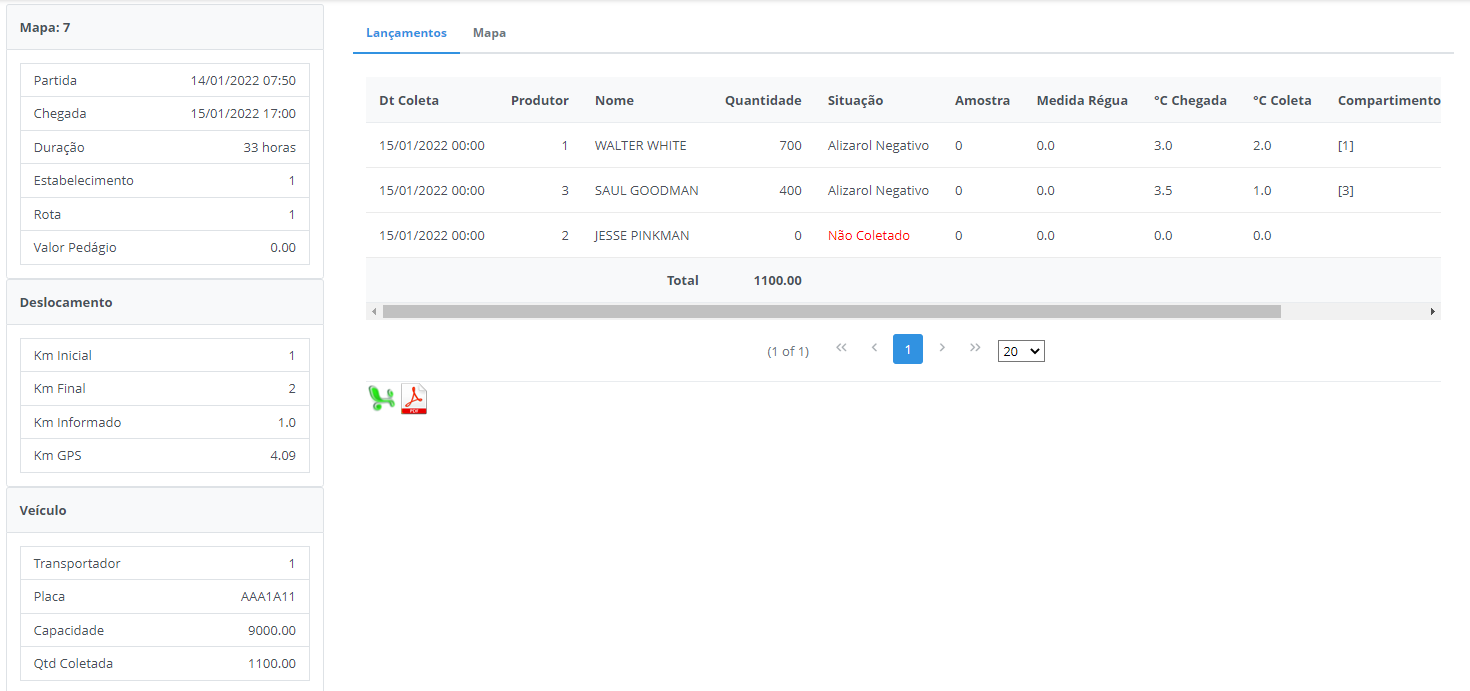 Mapa: 7
Partida 14/01/2022 07:50
Chegada 15/01/2022 17:00
Duração 33 horas
Estabelecimento 1
Rota 1
Valor Pedágio 0.00
Deslocamento
Km Inicial 1
Km Final 2
Km Informado 1.0
Km GPS 4.09
Veículo
Transportador 1
Placa AAA1A11
Capacidade 9000.00
Qtd Coletada 1100.00
Lançamentos Mapa
Dt Coleta Produtor Nome Quantidade Situação Amostra Medida Régua °C Chegada °C Coleta Compartimento
15/01/2022 00:00 1 WALTER WHITE 700 Alizarol Negativo 0 0.0 3.0 2.0 [1]
15/01/2022 00:00 3 SAUL GOODMAN 400 Alizarol Negativo 0 0.0 3.5 1.0 [3]
15/01/2022 00:00 2 JESSE PINKMAN 0 Não Coletado 0 0.0 0.0 0.0
Total 1100.00
(1 of 1) 1 20
PDF